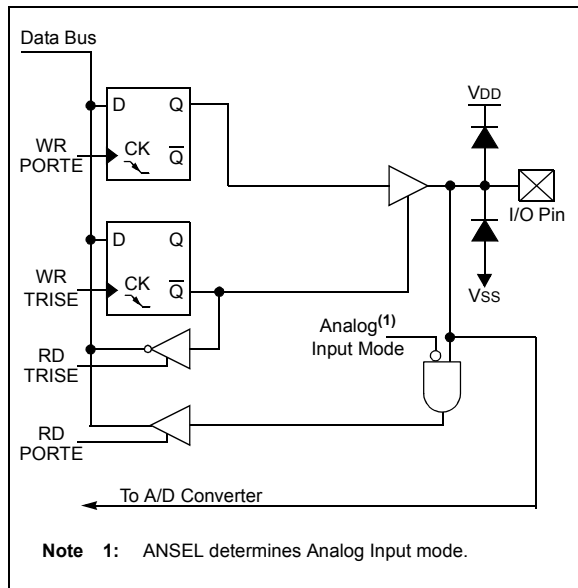 Data Bus
D Q
WR
PORTE
CK Q
VDD
I/O Pin
D Q
WR
TRISE
CK Q
VSS
Analog(1)
Input Mode
RD
TRISE
RD
PORTE
To A/D Converter
Note 1: ANSEL determines Analog Input mode.